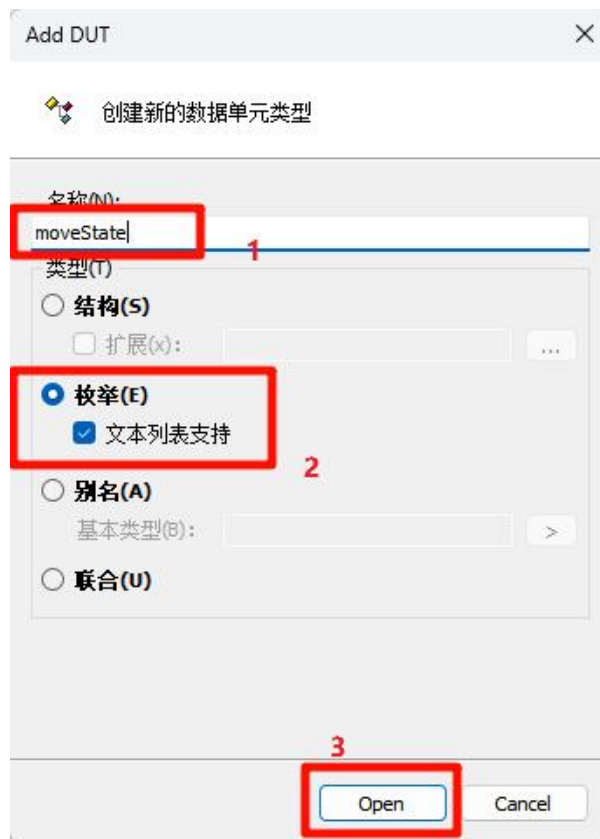 Add DUT
创建新的数据单元类型
名称(N):
moveState
1
类型(T)
结构(S)
扩展(x):
...
枚举(E)
文本列表支持
2
别名(A)
基本类型(B):
>
联合(U)
3
Open
Cancel